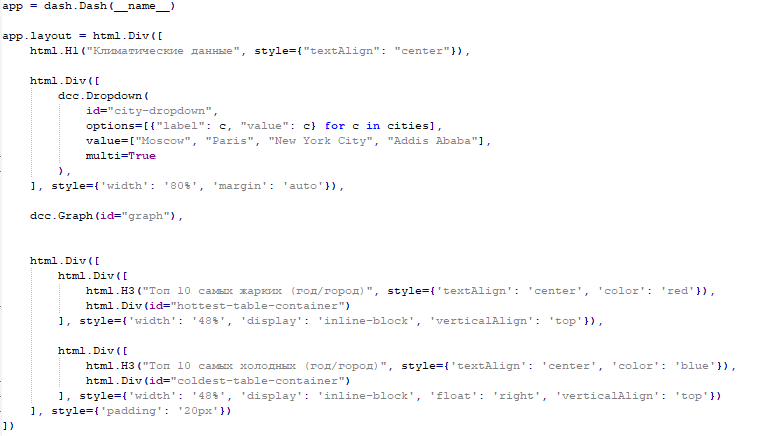 app = dash.Dash(__name__)
app.layout = html.Div([
    html.H1("Климатические данные", style={"textAlign": "center"}),
    html.Div([
        dcc.Dropdown(
            id="city-dropdown",
            options=[{"label": c, "value": c} for c in cities],
            value=["Moscow", "Paris", "New York City", "Addis Ababa"],
            multi=True
        ),
    ], style={'width': '80%', 'margin': 'auto'}),
    dcc.Graph(id="graph"),
    html.Div([
        html.Div([
            html.H3("Топ 10 самых жарких (год/город)", style={'textAlign': 'center', 'color': 'red'}),
            html.Div(id="hottest-table-container")
        ], style={'width': '48%', 'display': 'inline-block', 'verticalAlign': 'top'}),
        html.Div([
            html.H3("Топ 10 самых холодных (год/город)", style={'textAlign': 'center', 'color': 'blue'}),
            html.Div(id="coldest-table-container")
        ], style={'width': '48%', 'display': 'inline-block', 'float': 'right', 'verticalAlign': 'top'})
    ], style={'padding': '20px'})
])